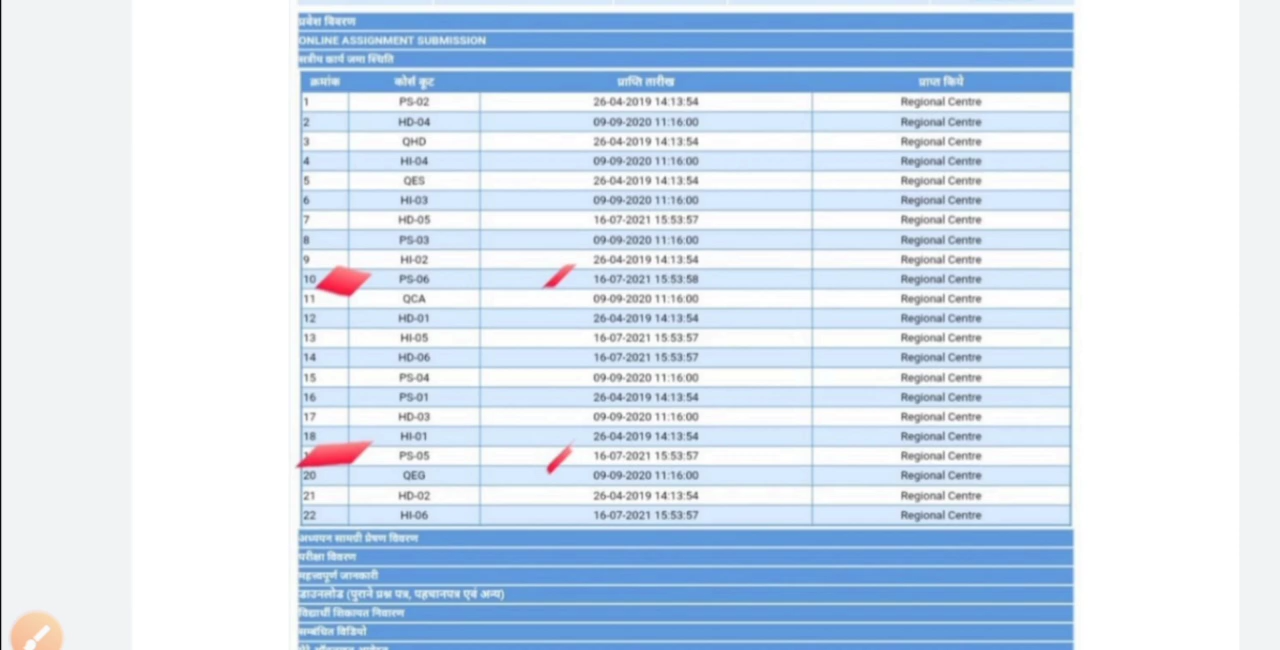 प्रवेश विवरण
ONLINE ASSIGNMENT SUBMISSION
सत्रीय कार्य जमा स्थिति
क्रमांक कोर्स कूट प्राप्ति तारीख प्राप्त किये
1 PS-02 26-04-2019 14:13:54 Regional Centre
2 HD-04 09-09-2020 11:16:00 Regional Centre
3 QHD 26-04-2019 14:13:54 Regional Centre
4 HI-04 09-09-2020 11:16:00 Regional Centre
5 QES 26-04-2019 14:13:54 Regional Centre
6 HI-03 09-09-2020 11:16:00 Regional Centre
7 HD-05 16-07-2021 15:53:57 Regional Centre
8 PS-03 09-09-2020 11:16:00 Regional Centre
9 HI-02 26-04-2019 14:13:54 Regional Centre
10 PS-06 16-07-2021 15:53:58 Regional Centre
11 QCA 09-09-2020 11:16:00 Regional Centre
12 HD-01 26-04-2019 14:13:54 Regional Centre
13 HI-05 16-07-2021 15:53:57 Regional Centre
14 HD-06 16-07-2021 15:53:57 Regional Centre
15 PS-04 09-09-2020 11:16:00 Regional Centre
16 PS-01 26-04-2019 14:13:54 Regional Centre
17 HD-03 09-09-2020 11:16:00 Regional Centre
18 HI-01 26-04-2019 14:13:54 Regional Centre
PS-05 16-07-2021 15:53:57 Regional Centre
20 QEG 09-09-2020 11:16:00 Regional Centre
21 HD-02 26-04-2019 14:13:54 Regional Centre
22 HI-06 16-07-2021 15:53:57 Regional Centre
अध्ययन सामग्री प्रेषण विवरण
परीक्षा विवरण
महत्वपूर्ण जानकारी
डाउनलोड (पुराने प्रश्न पत्र, पहचानपत्र एवं अन्य)
विद्यार्थी शिकायत निवारण
सम्बंधित विडियो